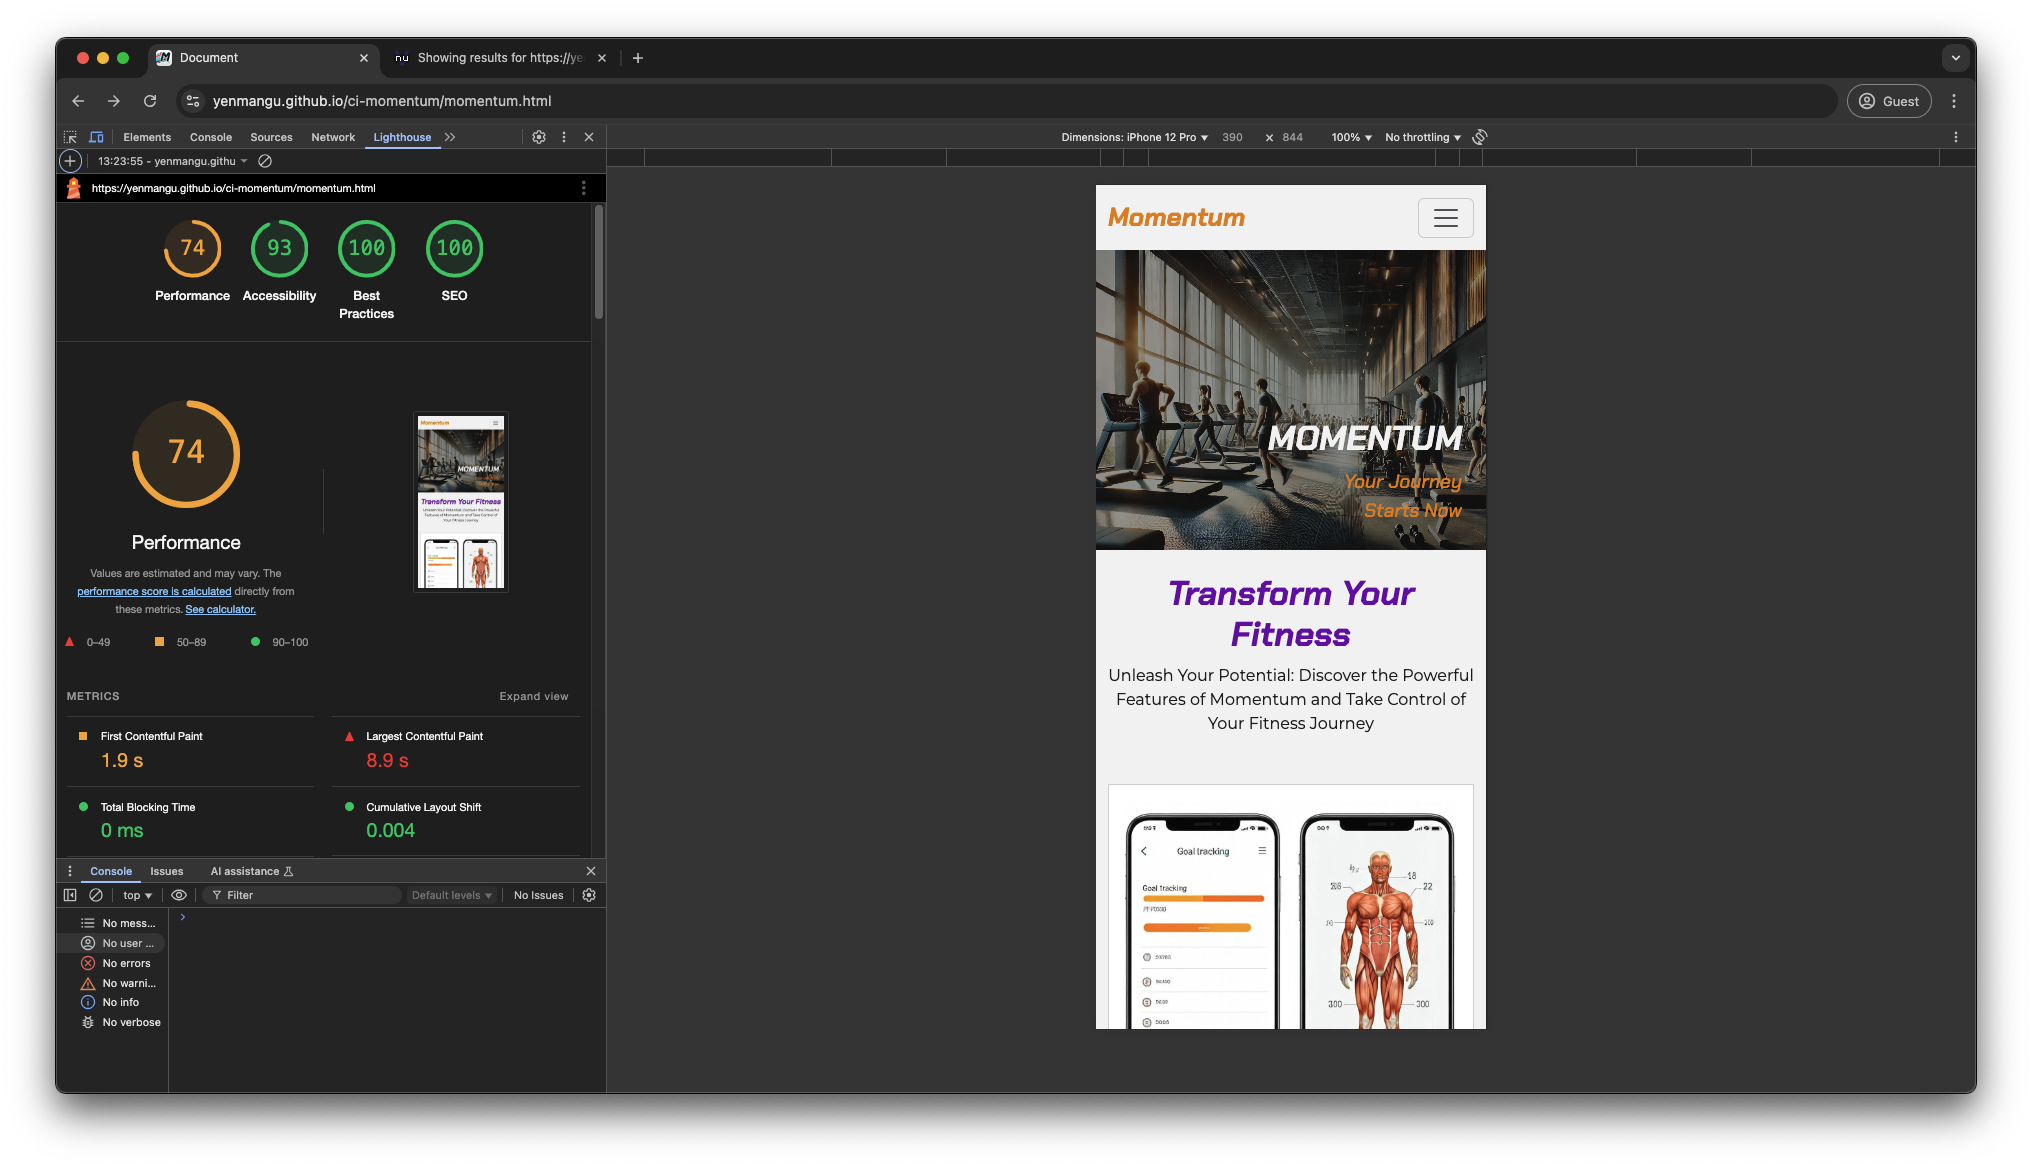 Document
Showing results for https://ye
yenmangu.github.io/ci-momentum/momentum.html
Guest
Elements
Console
Sources
Network
Lighthouse
Dimensions: iPhone 12 Pro
390
×
844
100%
No throttling
13:23:55 - yenmangu.githu
https://yenmangu.github.io/ci-momentum/momentum.html
74
93
100
100
Performance
Accessibility
Best
Practices
SEO
74
Performance
Values are estimated and may vary. The
performance score is calculated directly from
these metrics. See calculator.
0–49
50–89
90–100
METRICS
Expand view
First Contentful Paint
1.9 s
Largest Contentful Paint
8.9 s
Total Blocking Time
0 ms
Cumulative Layout Shift
0.004
Console
Issues
AI assistance
top
Filter
Default levels
No Issues
No mess...
No user ...
No errors
No warni...
No info
No verbose
Momentum
MOMENTUM
Your Journey
Starts Now
Transform Your
Fitness
Unleash Your Potential: Discover the Powerful
Features of Momentum and Take Control of
Your Fitness Journey
Goal tracking
Goal tracking
18
22
300
300